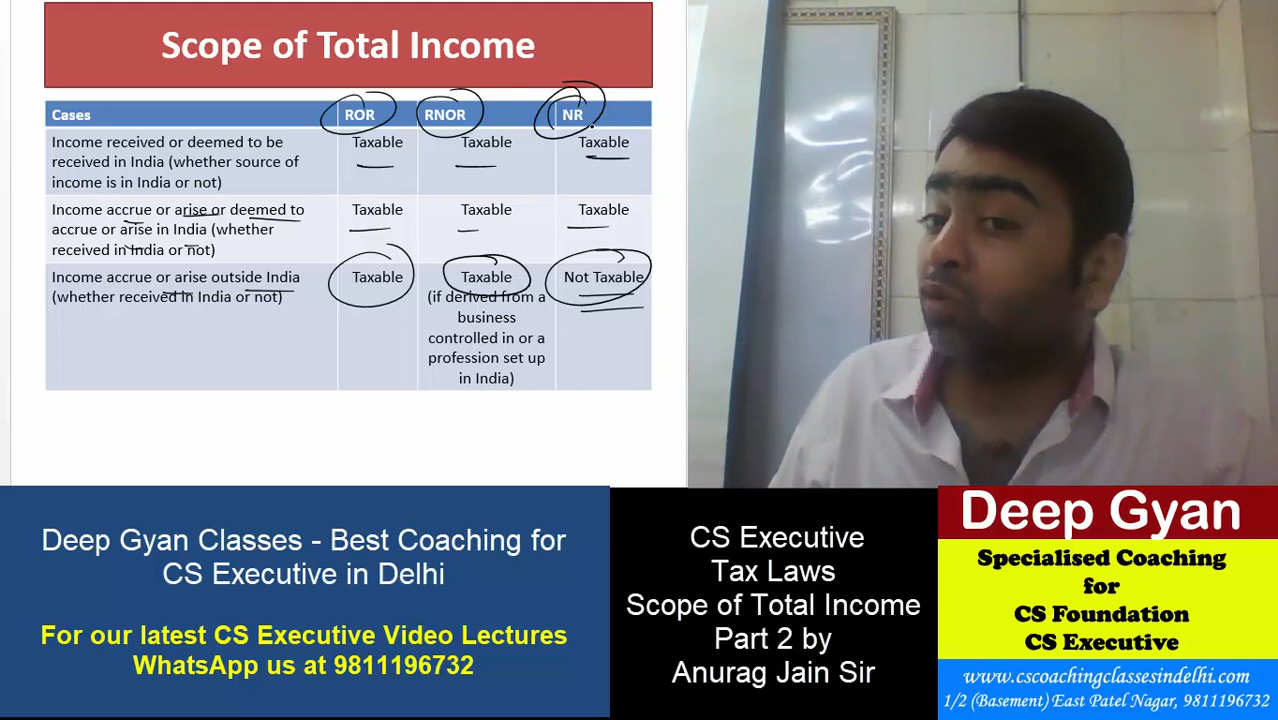 Scope of Total Income
Cases ROR RNOR NR
Income received or deemed to be
received in India (whether source of
income is in India or not)
Taxable Taxable Taxable
Income accrue or arise or deemed to
accrue or arise in India (whether
received in India or not)
Taxable Taxable Taxable
Income accrue or arise outside India
(whether received in India or not)
Taxable
Taxable
(if derived from a
business
controlled in or a
profession set up
in India)
Not Taxable
Deep Gyan Classes - Best Coaching for
CS Executive in Delhi
For our latest CS Executive Video Lectures
WhatsApp us at 9811196732
CS Executive
Tax Laws
Scope of Total Income
Part 2 by
Anurag Jain Sir
Deep Gyan
Specialised Coaching
for
CS Foundation
CS Executive
www.cscoachingclassesindelhi.com
1/2 (Basement) East Patel Nagar, 9811196732